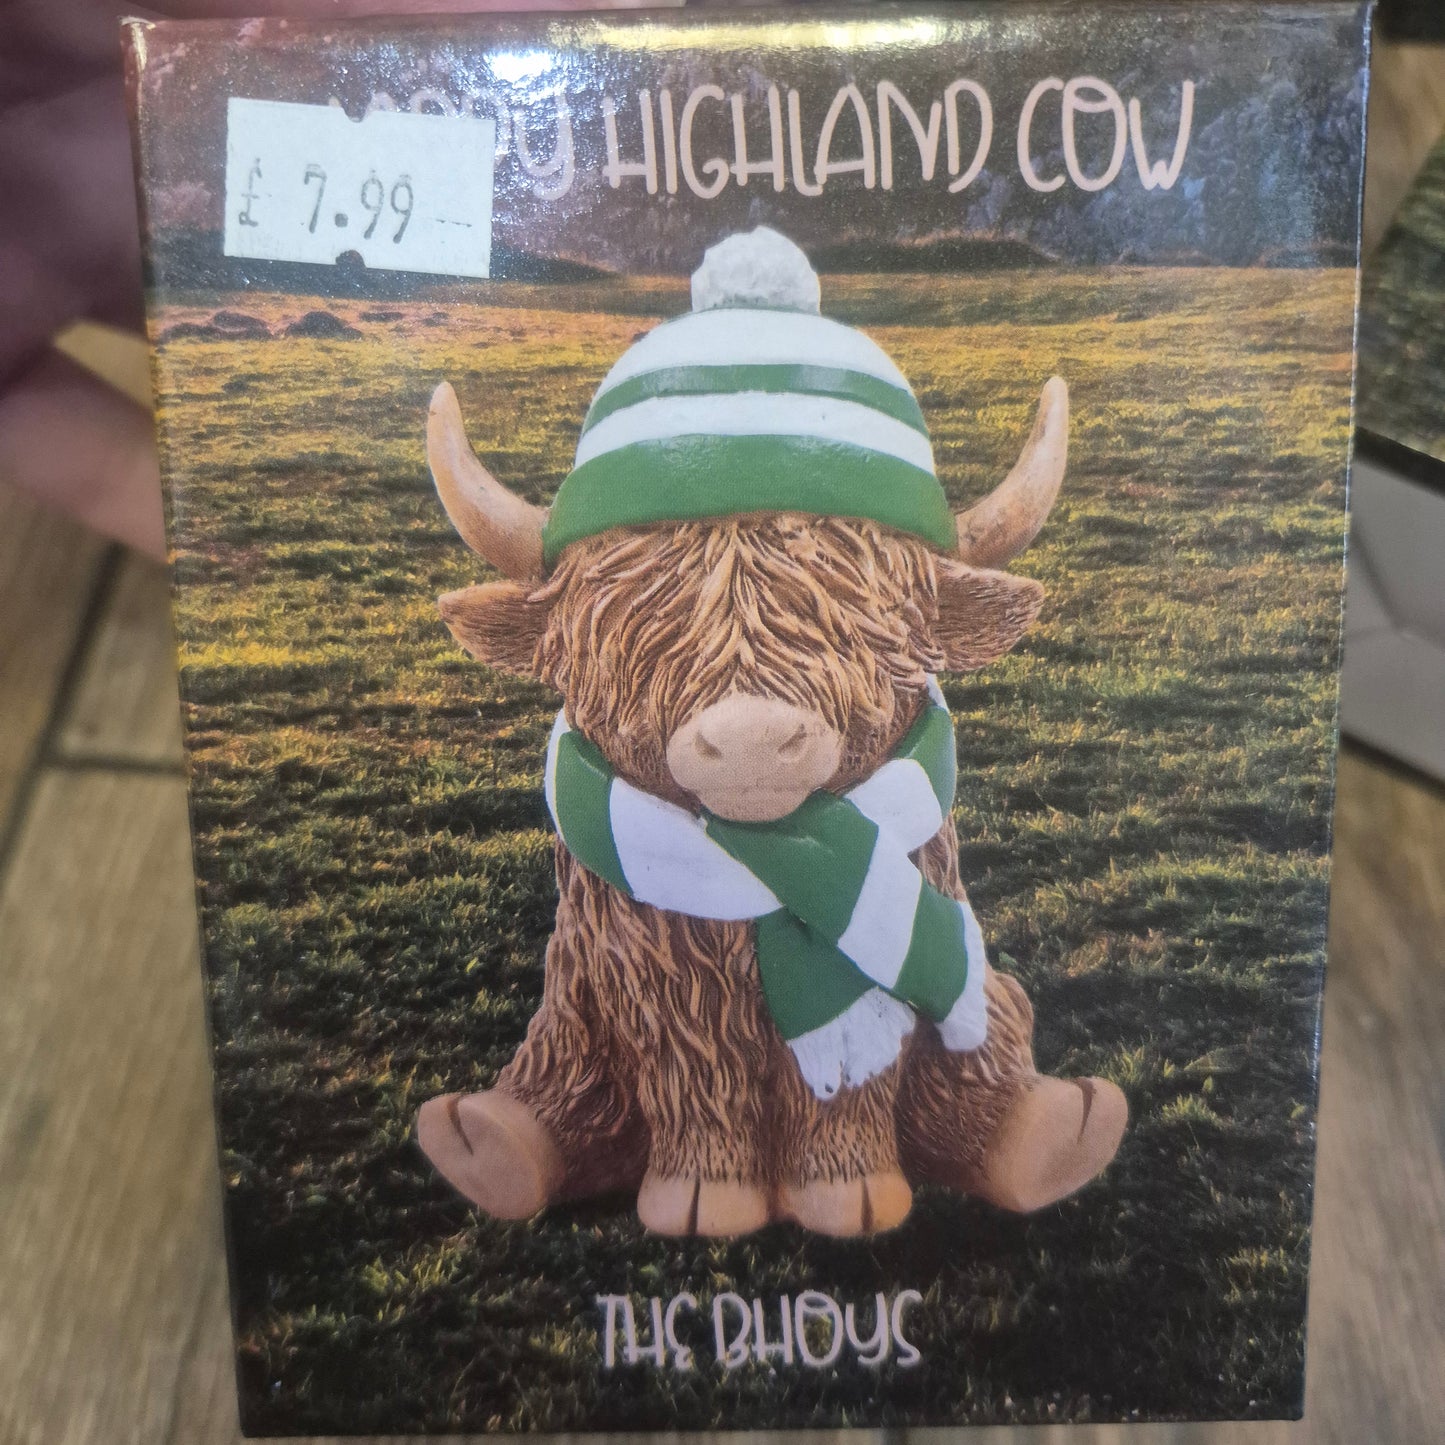 HIGHLAND COW
£ 7.99
THE BHOYS